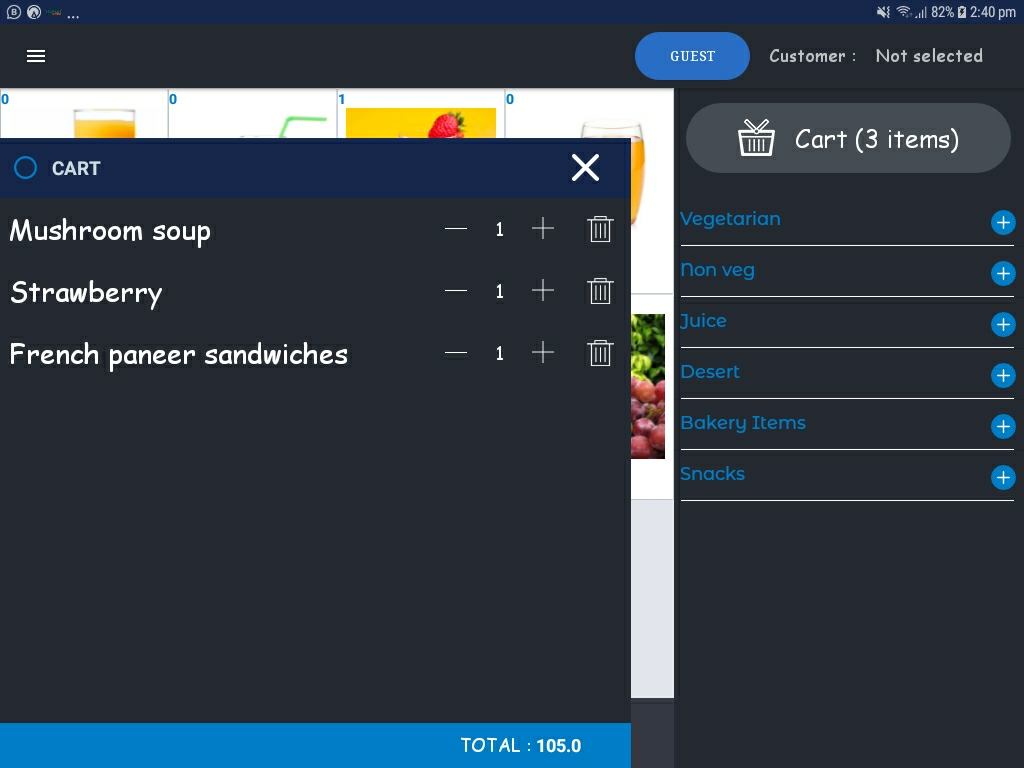 B ... 82% 2:40 pm
GUEST Customer : Not selected
0 0 1 0
Cart (3 items)
CART
Mushroom soup 1
Strawberry 1
French paneer sandwiches 1
Vegetarian
Non veg
Juice
Desert
Bakery Items
Snacks
TOTAL : 105.0